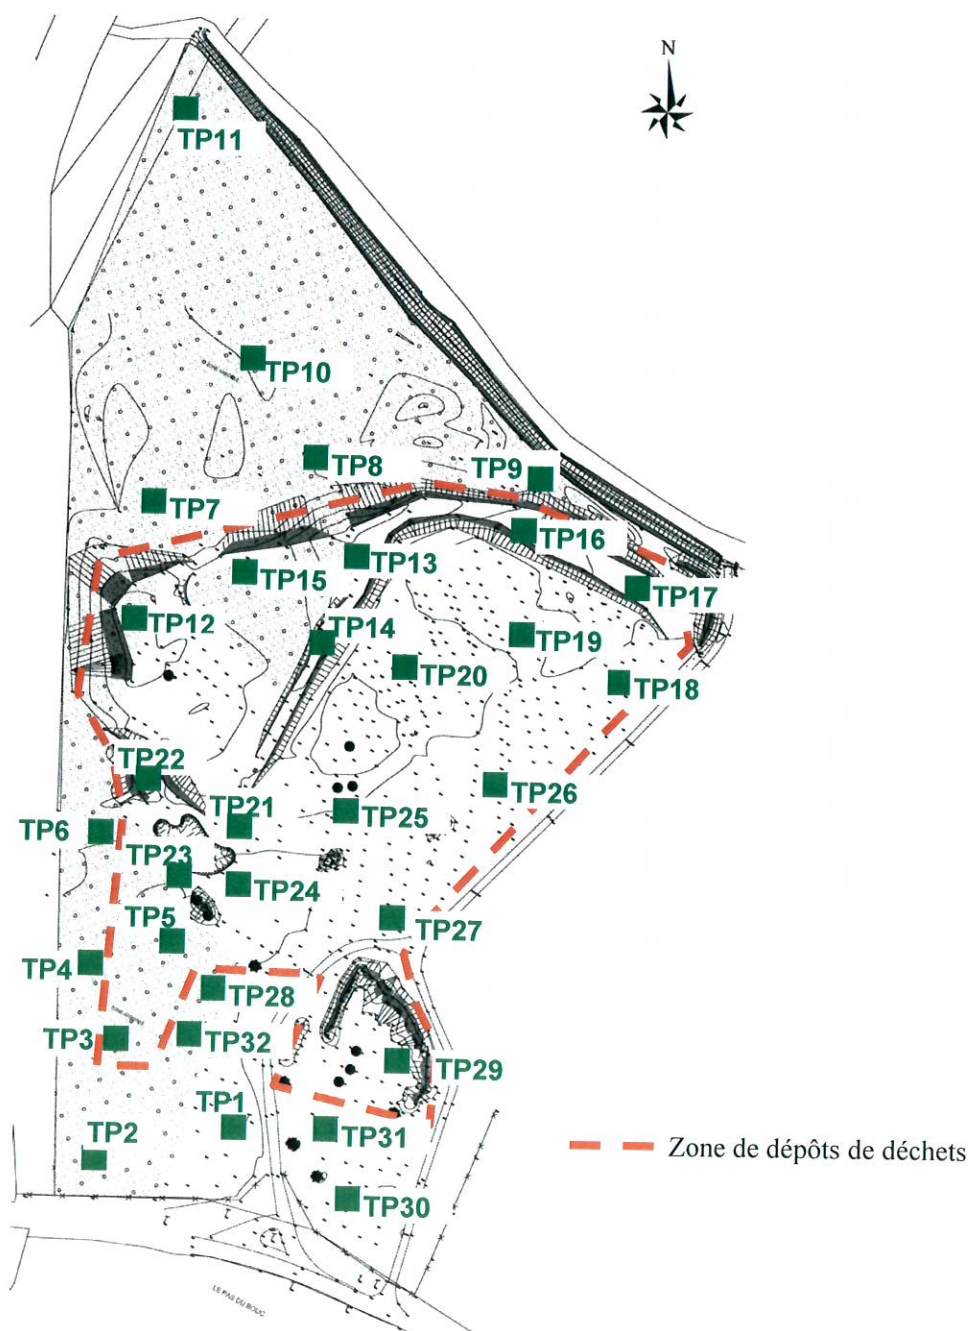 N
TP11
TP10
TP8
TP9
TP7
TP16
TP13
TP15
TP17
TP12
TP14
TP19
TP20
TP18
TP22
TP26
TP21
TP25
TP6
TP23
TP24
TP27
TP5
TP4
TP28
TP3
TP32
TP29
TP1
TP31
TP2
Zone de dépôts de déchets
TP30
LE PAS DU BOUC